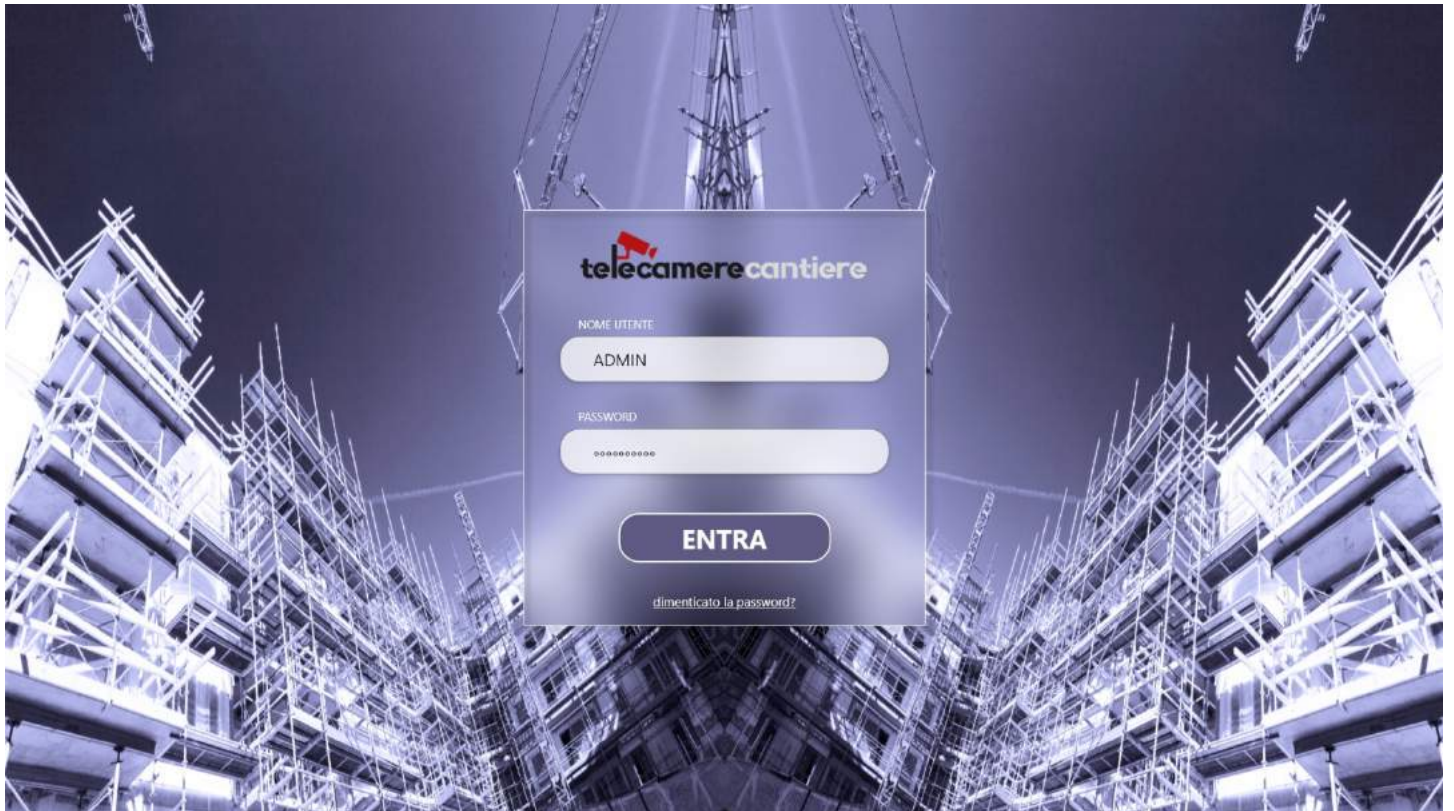 telecamerecantiere
NOME UTENTE
ADMIN
PASSWORD
ENTRA
dimenticato la password?